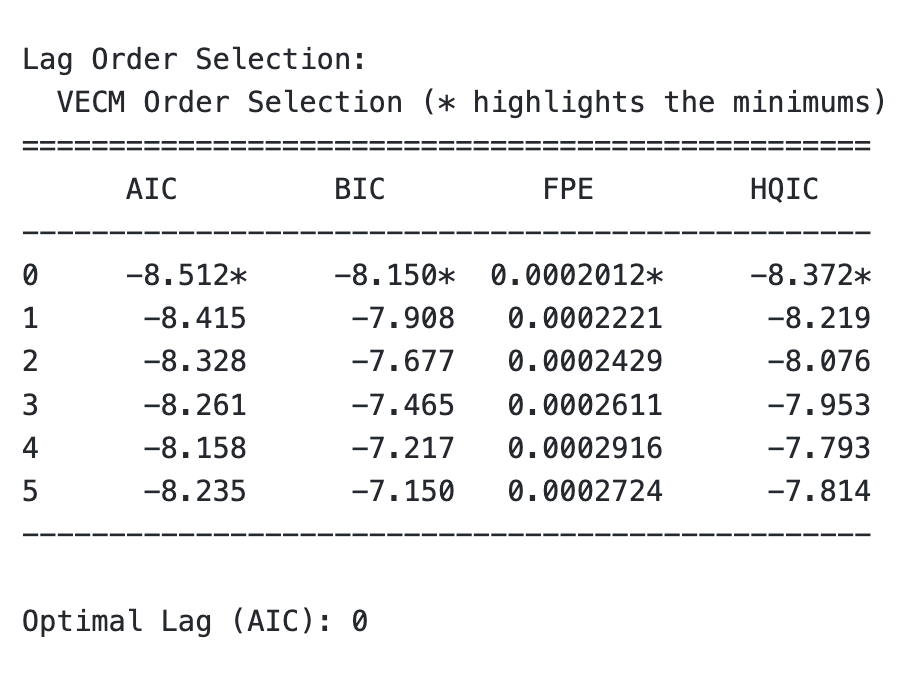 Lag Order Selection:
  VECM Order Selection (* highlights the minimums)
=================================================
      AIC         BIC         FPE         HQIC
-------------------------------------------------
0     -8.512*     -8.150*  0.0002012*     -8.372*
1      -8.415      -7.908   0.0002221      -8.219
2      -8.328      -7.677   0.0002429      -8.076
3      -8.261      -7.465   0.0002611      -7.953
4      -8.158      -7.217   0.0002916      -7.793
5      -8.235      -7.150   0.0002724      -7.814
-------------------------------------------------
Optimal Lag (AIC): 0